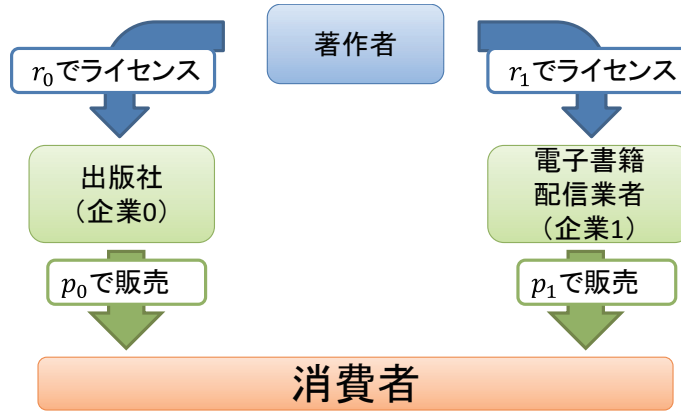 著作者
r₀でライセンス
r₁でライセンス
出版社
（企業0）
電子書籍
配信業者
（企業1）
p₀で販売
p₁で販売
消費者